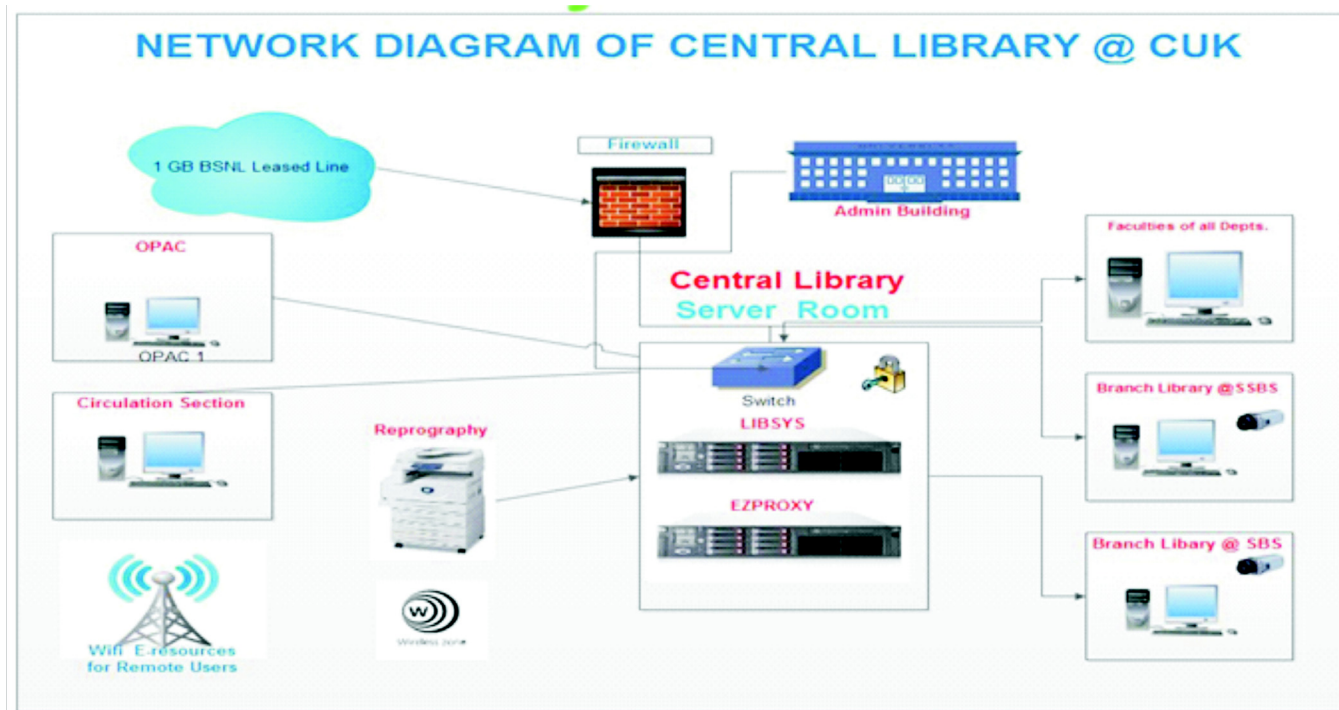 NETWORK DIAGRAM OF CENTRAL LIBRARY @ CUK
1 GB BSNL Leased Line
Firewall
Admin Building
OPAC
OPAC 1
Faculties of all Depts.
Central Library
Server Room
Switch
LIBSYS
EZPROXY
Circulation Section
Reprography
Branch Library @SSBS
Branch Libary @ SBS
Wifi E-resources
for Remote Users
W
Wireless zone